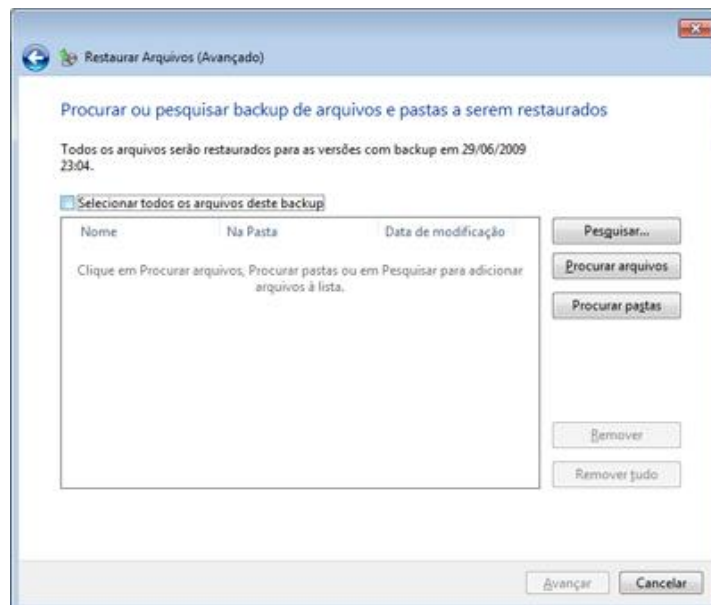 Restaurar Arquivos (Avançado)
Procurar ou pesquisar backup de arquivos e pastas a serem restaurados
Todos os arquivos serão restaurados para as versões com backup em 29/06/2009
23:04.
Selecionar todos os arquivos deste backup
Nome Na Pasta Data de modificação
Clique em Procurar arquivos, Procurar pastas ou em Pesquisar para adicionar
arquivos à lista.
Pesquisar...
Procurar arquivos
Procurar pastas
Remover
Remover tudo
Avançar Cancelar